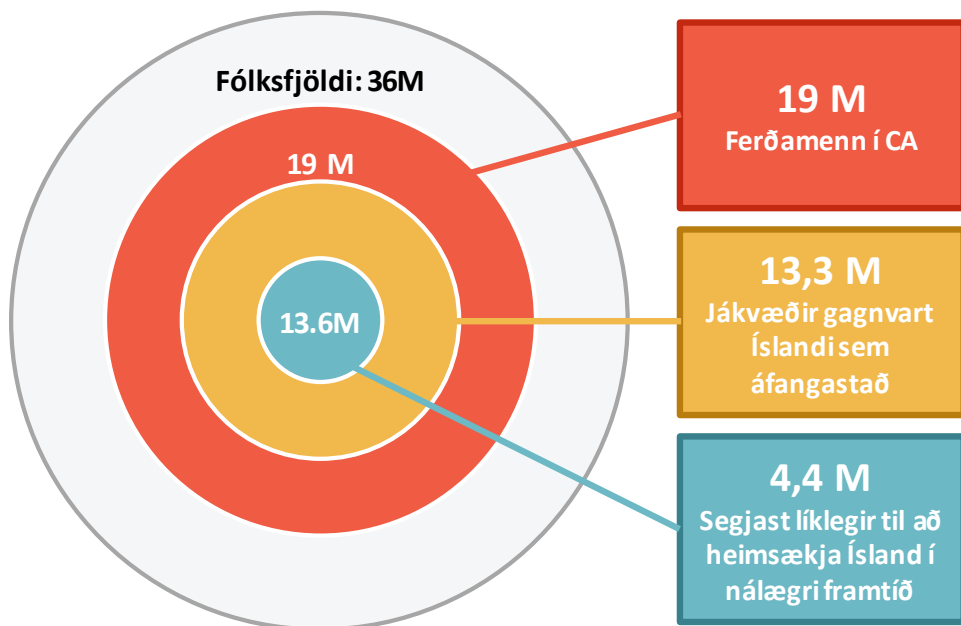 Fólksfjöldi: 36M
19 M
13.6M
19 M
Ferðamenn í CA
13,3 M
Jákvæðir gagnvart
Íslandi sem
áfangastað
4,4 M
Segjast líklegir til að
heimsækja Ísland í
nálægri framtíð